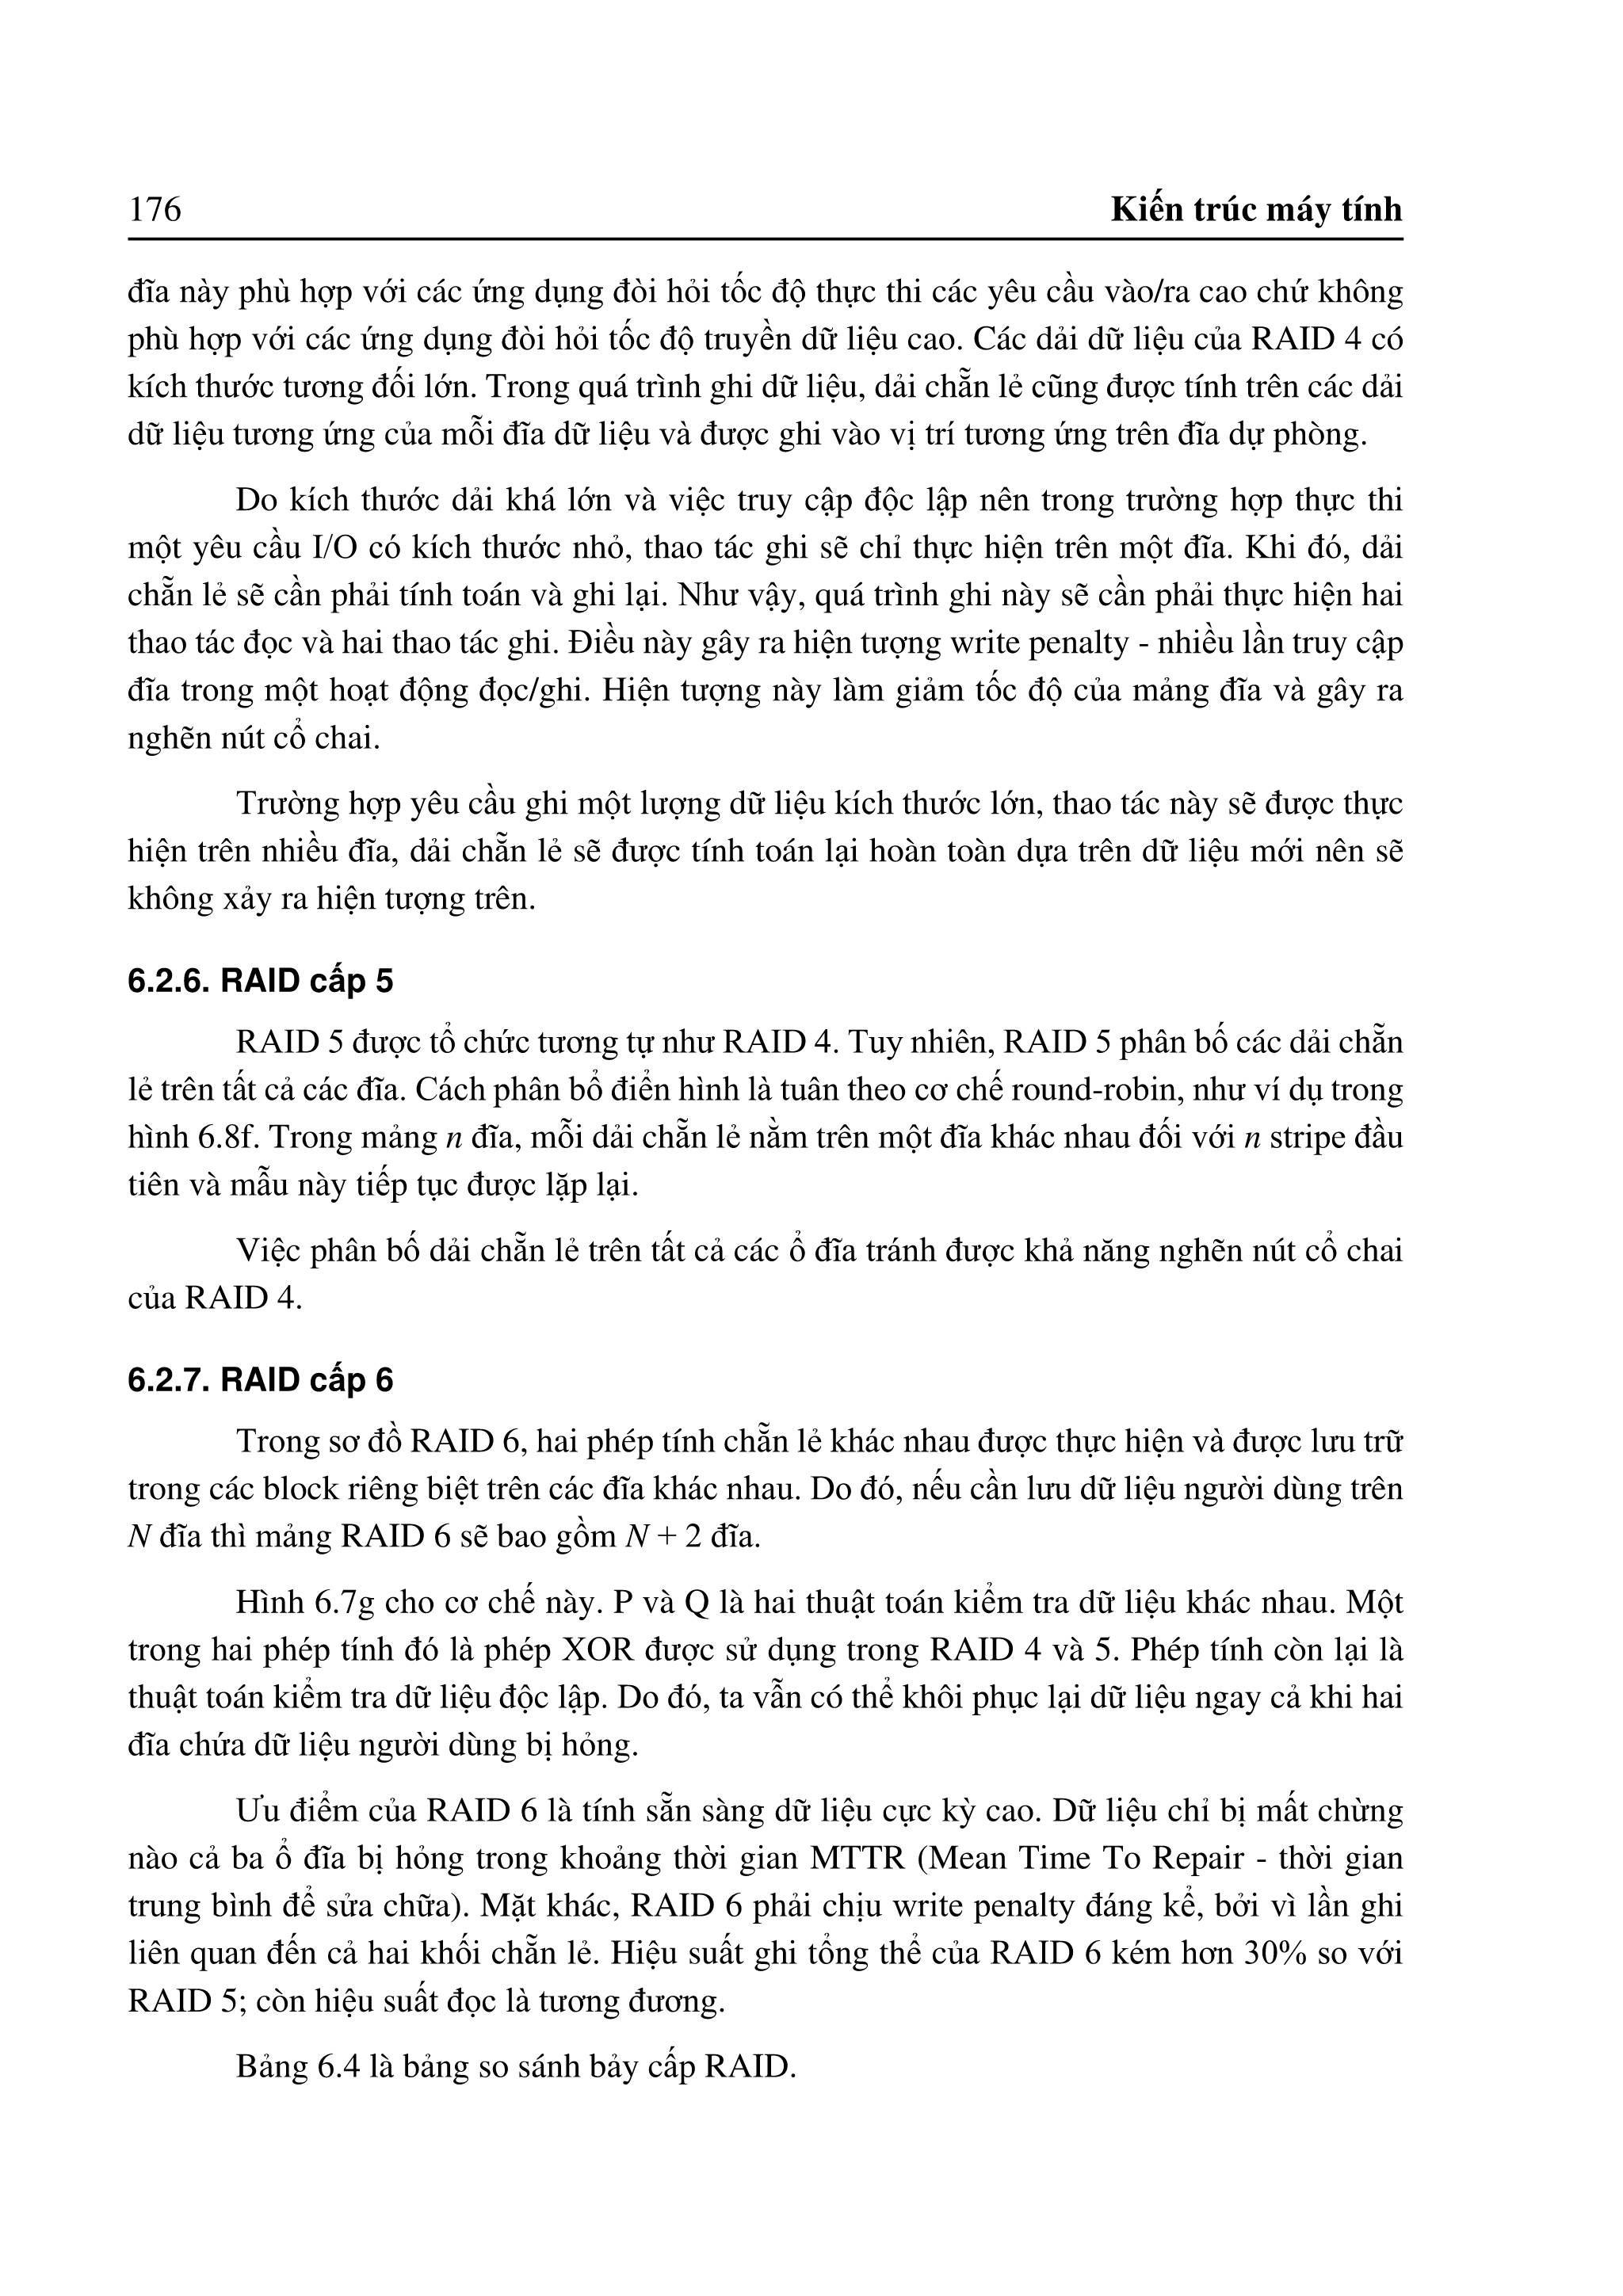 176 Kiến trúc máy tính
đĩa này phù hợp với các ứng dụng đòi hỏi tốc độ thực thi các yêu cầu vào/ra cao chứ không
phù hợp với các ứng dụng đòi hỏi tốc độ truyền dữ liệu cao. Các dải dữ liệu của RAID 4 có
kích thước tương đối lớn. Trong quá trình ghi dữ liệu, dải chẵn lẻ cũng được tính trên các dải
dữ liệu tương ứng của mỗi đĩa dữ liệu và được ghi vào vị trí tương ứng trên đĩa dự phòng.
Do kích thước dải khá lớn và việc truy cập độc lập nên trong trường hợp thực thi
một yêu cầu I/O có kích thước nhỏ, thao tác ghi sẽ chỉ thực hiện trên một đĩa. Khi đó, dải
chẵn lẻ sẽ cần phải tính toán và ghi lại. Như vậy, quá trình ghi này sẽ cần phải thực hiện hai
thao tác đọc và hai thao tác ghi. Điều này gây ra hiện tượng write penalty - nhiều lần truy cập
đĩa trong một hoạt động đọc/ghi. Hiện tượng này làm giảm tốc độ của mảng đĩa và gây ra
nghẽn nút cổ chai.
Trường hợp yêu cầu ghi một lượng dữ liệu kích thước lớn, thao tác này sẽ được thực
hiện trên nhiều đĩa, dải chẵn lẻ sẽ được tính toán lại hoàn toàn dựa trên dữ liệu mới nên sẽ
không xảy ra hiện tượng trên.
6.2.6. RAID cấp 5
RAID 5 được tổ chức tương tự như RAID 4. Tuy nhiên, RAID 5 phân bố các dải chẵn
lẻ trên tất cả các đĩa. Cách phân bổ điển hình là tuân theo cơ chế round-robin, như ví dụ trong
hình 6.8f. Trong mảng n đĩa, mỗi dải chẵn lẻ nằm trên một đĩa khác nhau đối với n stripe đầu
tiên và mẫu này tiếp tục được lặp lại.
Việc phân bố dải chẵn lẻ trên tất cả các ổ đĩa tránh được khả năng nghẽn nút cổ chai
của RAID 4.
6.2.7. RAID cấp 6
Trong sơ đồ RAID 6, hai phép tính chẵn lẻ khác nhau được thực hiện và được lưu trữ
trong các block riêng biệt trên các đĩa khác nhau. Do đó, nếu cần lưu dữ liệu người dùng trên
N đĩa thì mảng RAID 6 sẽ bao gồm N + 2 đĩa.
Hình 6.7g cho cơ chế này. P và Q là hai thuật toán kiểm tra dữ liệu khác nhau. Một
trong hai phép tính đó là phép XOR được sử dụng trong RAID 4 và 5. Phép tính còn lại là
thuật toán kiểm tra dữ liệu độc lập. Do đó, ta vẫn có thể khôi phục lại dữ liệu ngay cả khi hai
đĩa chứa dữ liệu người dùng bị hỏng.
Ưu điểm của RAID 6 là tính sẵn sàng dữ liệu cực kỳ cao. Dữ liệu chỉ bị mất chừng
nào cả ba ổ đĩa bị hỏng trong khoảng thời gian MTTR (Mean Time To Repair - thời gian
trung bình để sửa chữa). Mặt khác, RAID 6 phải chịu write penalty đáng kể, bởi vì lần ghi
liên quan đến cả hai khối chẵn lẻ. Hiệu suất ghi tổng thể của RAID 6 kém hơn 30% so với
RAID 5; còn hiệu suất đọc là tương đương.
Bảng 6.4 là bảng so sánh bảy cấp RAID.